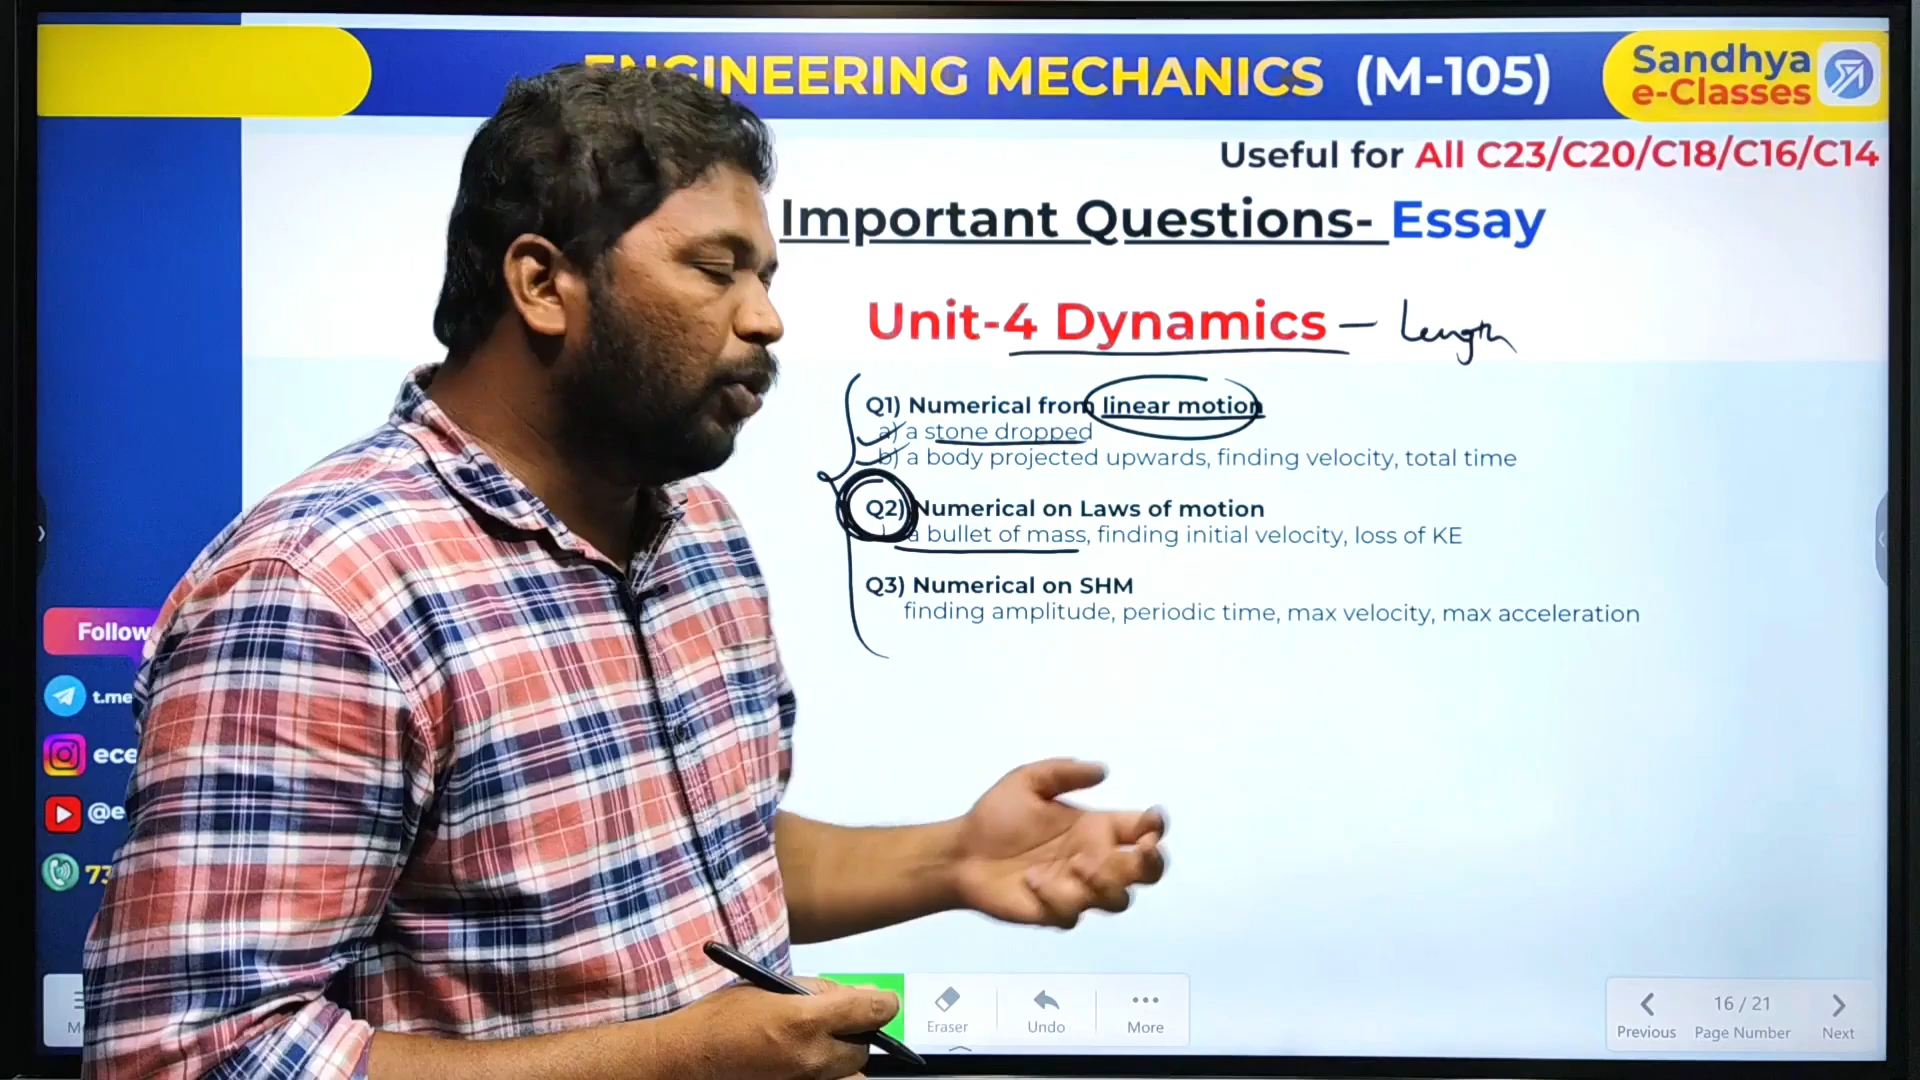 ENGINEERING MECHANICS (M-105)
Sandhya
e-Classes
Useful for All C23/C20/C18/C16/C14
Important Questions- Essay
Unit-4 Dynamics - Length
Q1) Numerical from linear motion
a) a stone dropped
b) a body projected upwards, finding velocity, total time
Q2) Numerical on Laws of motion
a bullet of mass, finding initial velocity, loss of KE
Q3) Numerical on SHM
finding amplitude, periodic time, max velocity, max acceleration
Follow
t.me
ece
@e
73
Eraser
Undo
More
16 / 21
Previous
Page Number
Next